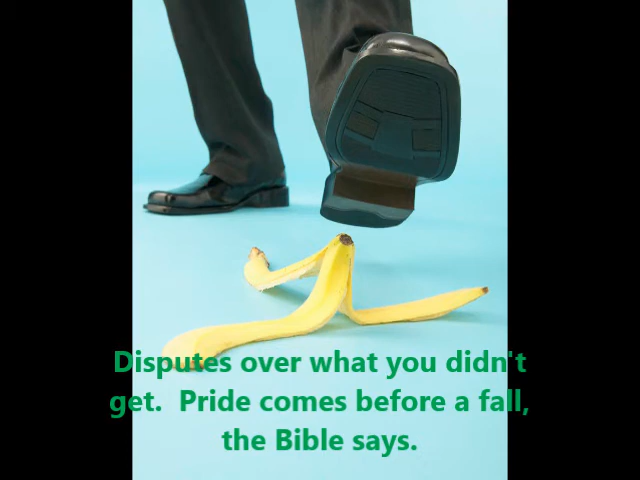 Disputes over what you didn't
get.  Pride comes before a fall,
the Bible says.